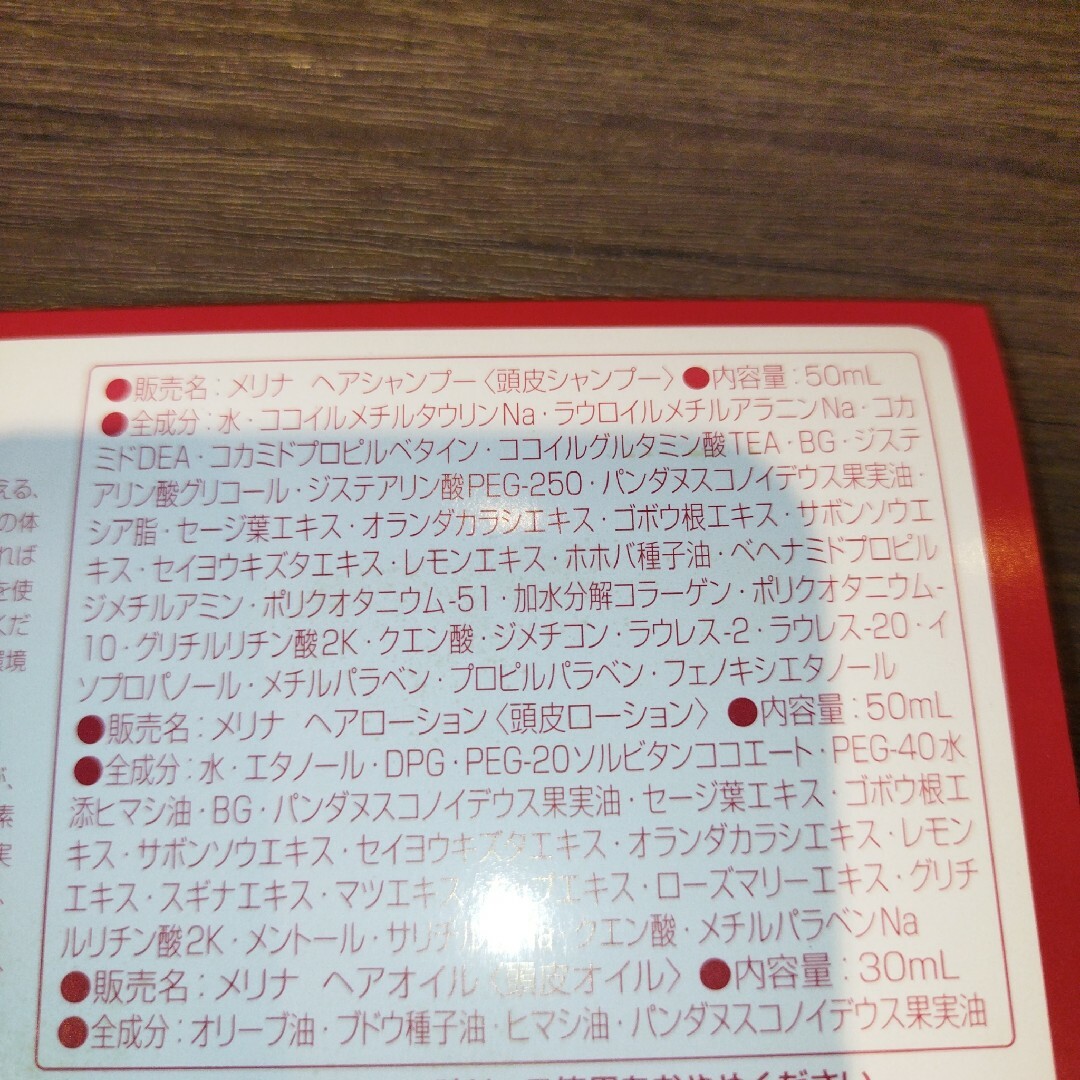 ●販売名：メリナ ヘアシャンプー〈頭皮シャンプー〉 ●内容量：50mL
●全成分：水・ココイルメチルタウリンNa・ラウロイルメチルアラニンNa・コカ
ミドDEA・コカミドプロピルベタイン・ココイルグルタミン酸TEA・BG・ジステ
アリン酸グリコール・ジステアリン酸PEG-250・パンダヌスコノイデウス果実油・
シア脂・セージ葉エキス・オランダカラシエキス・ゴボウ根エキス・サボンソウエ
キス・セイヨウキズタエキス・レモンエキス・ホホバ種子油・ベヘナミドプロピル
ジメチルアミン・ポリクオタニウム-51・加水分解コラーゲン・ポリクオタニウム-
10・グリチルリチン酸2K・クエン酸・ジメチコン・ラウレス-2・ラウレス-20・イ
ソプロパノール・メチルパラベン・プロピルパラベン・フェノキシエタノール
●販売名：メリナ ヘアローション〈頭皮ローション〉 ●内容量：50mL
●全成分：水・エタノール・DPG・PEG-20ソルビタンココエート・PEG-40水
添ヒマシ油・BG・パンダヌスコノイデウス果実油・セージ葉エキス・ゴボウ根エ
キス・サボンソウエキス・セイヨウキズタエキス・オランダカラシエキス・レモン
エキス・スギナエキス・マツエキス・プエキス・ローズマリーエキス・グリチ
ルリチン酸2K・メントール・サリチル クエン酸・メチルパラベンNa
●販売名：メリナ ヘアオイル〈頭皮オイル〉 ●内容量：30mL
●全成分：オリーブ油・ブドウ種子油・ヒマシ油・パンダヌスコノイデウス果実油
える、
の体
れば
を使
くだ
環境
素
実